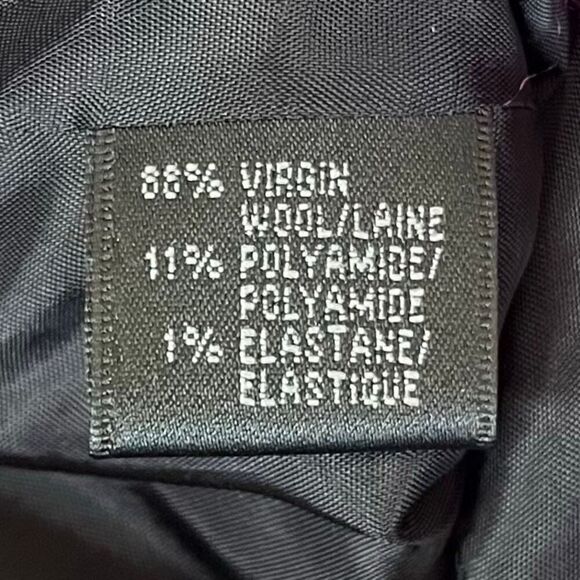 88% VIRGIN
WOOL/LAINE
11% POLYAMIDE/
POLYAMIDE
1% ELASTANE/
ELASTIQUE